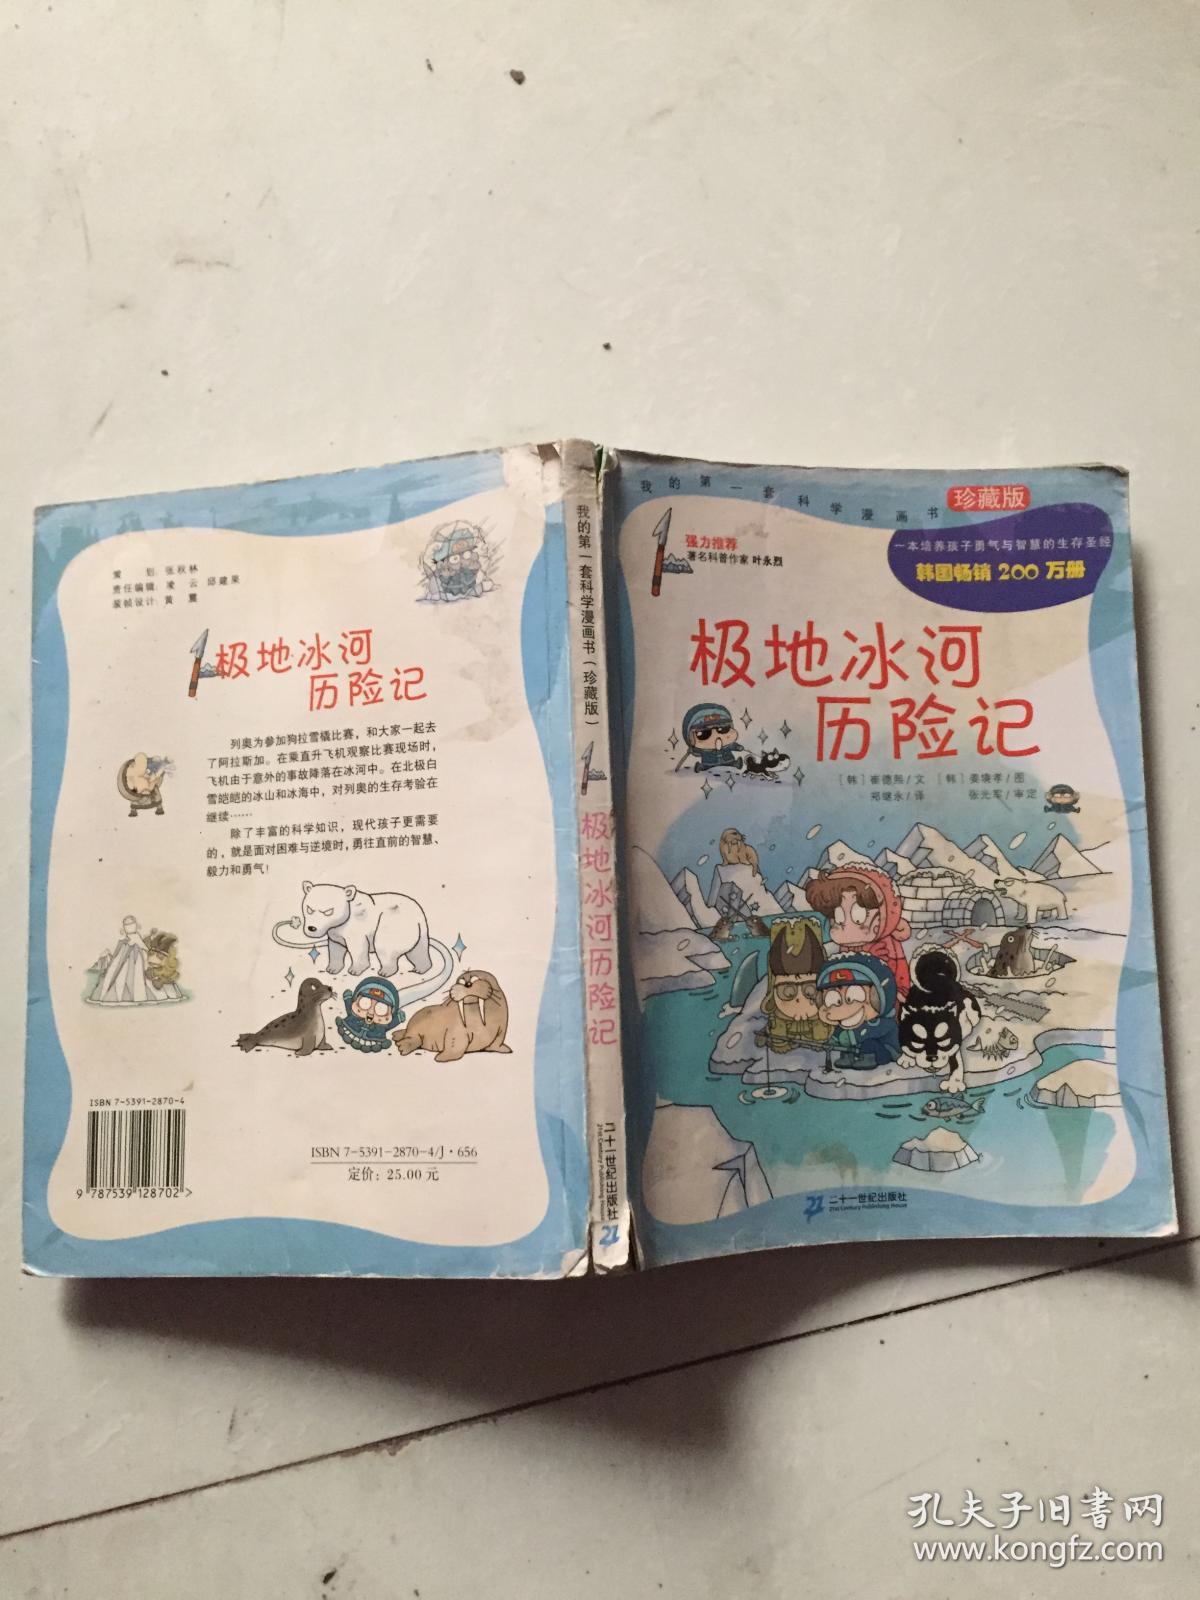 策　划：张秋林
责任编辑：凌　云　邱建果
装帧设计：黄　震
极地冰河
历险记
列奥为参加狗拉雪橇比赛，和大家一起去
了阿拉斯加。在乘直升飞机观察比赛现场时，
飞机由于意外的事故降落在冰河中。在北极白
雪皑皑的冰山和冰海中，对列奥的生存考验在
继续……
除了丰富的科学知识，现代孩子更需要
的，就是面对困难与逆境时，勇往直前的智慧、
毅力和勇气！
ISBN 7-5391-2870-4
9 787539 128702>
ISBN 7-5391-2870-4/J·656
定价：25.00 元
我的第一套科学漫画书（珍藏版）
极地冰河历险记
二十一世纪出版社
21st Century Publishing House
21
我的第一套科学漫画书
珍藏版
强力推荐
著名科普作家 叶永烈
一本培养孩子勇气与智慧的生存圣经
韩国畅销 200 万册
极地冰河
历险记
［韩］崔德熙/文　［韩］姜境孝/图
郑继永/译　张光军/审定
21
二十一世纪出版社
21st Century Publishing House
孔夫子旧书网
www.kongfz.com